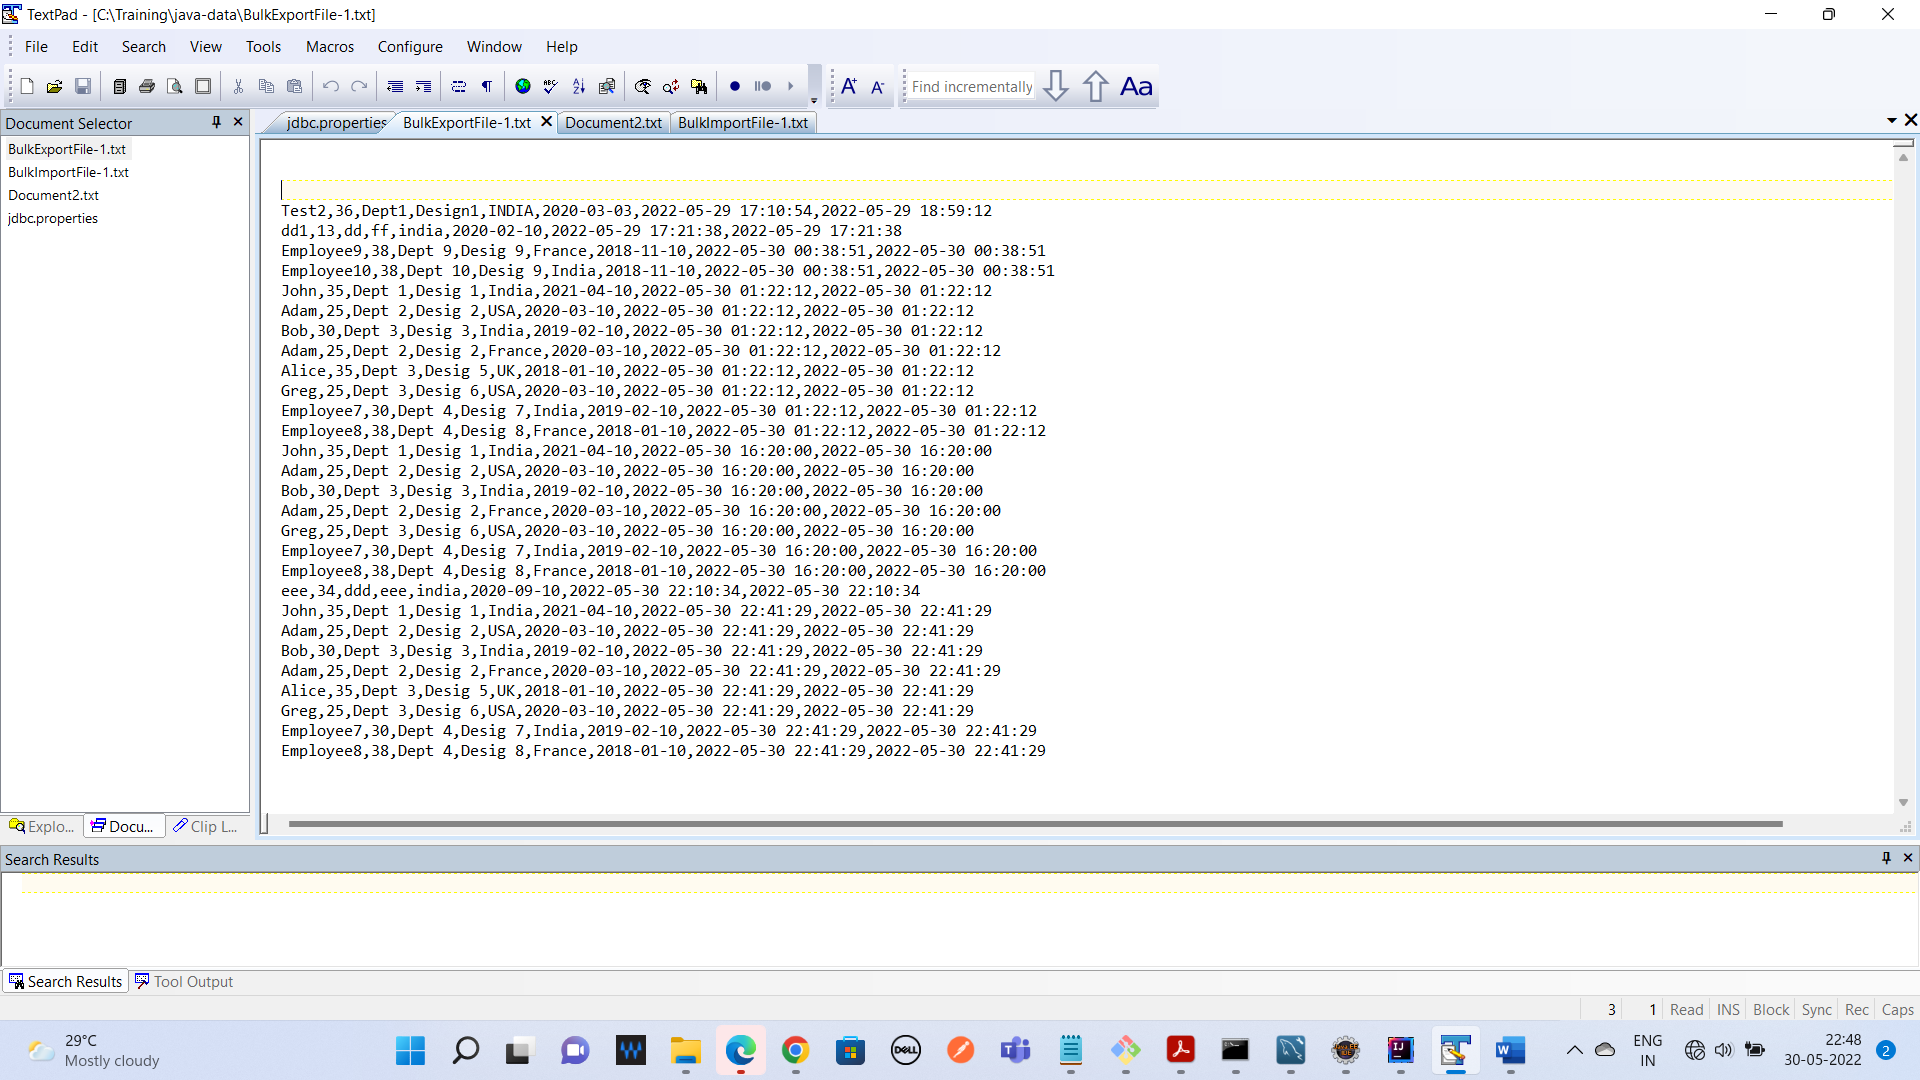 TextPad - [C:\Training\java-data\BulkExportFile-1.txt]
File Edit Search View Tools Macros Configure Window Help
Find incrementally
Document Selector
jdbc.properties BulkExportFile-1.txt Document2.txt BulkImportFile-1.txt
BulkExportFile-1.txt
BulkImportFile-1.txt
Document2.txt
jdbc.properties
Test2,36,Dept1,Design1,INDIA,2020-03-03,2022-05-29 17:10:54,2022-05-29 18:59:12
dd1,13,dd,ff,india,2020-02-10,2022-05-29 17:21:38,2022-05-29 17:21:38
Employee9,38,Dept 9,Desig 9,France,2018-11-10,2022-05-30 00:38:51,2022-05-30 00:38:51
Employee10,38,Dept 10,Desig 9,India,2018-11-10,2022-05-30 00:38:51,2022-05-30 00:38:51
John,35,Dept 1,Desig 1,India,2021-04-10,2022-05-30 01:22:12,2022-05-30 01:22:12
Adam,25,Dept 2,Desig 2,USA,2020-03-10,2022-05-30 01:22:12,2022-05-30 01:22:12
Bob,30,Dept 3,Desig 3,India,2019-02-10,2022-05-30 01:22:12,2022-05-30 01:22:12
Adam,25,Dept 2,Desig 2,France,2020-03-10,2022-05-30 01:22:12,2022-05-30 01:22:12
Alice,35,Dept 3,Desig 5,UK,2018-01-10,2022-05-30 01:22:12,2022-05-30 01:22:12
Greg,25,Dept 3,Desig 6,USA,2020-03-10,2022-05-30 01:22:12,2022-05-30 01:22:12
Employee7,30,Dept 4,Desig 7,India,2019-02-10,2022-05-30 01:22:12,2022-05-30 01:22:12
Employee8,38,Dept 4,Desig 8,France,2018-01-10,2022-05-30 01:22:12,2022-05-30 01:22:12
John,35,Dept 1,Desig 1,India,2021-04-10,2022-05-30 16:20:00,2022-05-30 16:20:00
Adam,25,Dept 2,Desig 2,USA,2020-03-10,2022-05-30 16:20:00,2022-05-30 16:20:00
Bob,30,Dept 3,Desig 3,India,2019-02-10,2022-05-30 16:20:00,2022-05-30 16:20:00
Adam,25,Dept 2,Desig 2,France,2020-03-10,2022-05-30 16:20:00,2022-05-30 16:20:00
Greg,25,Dept 3,Desig 6,USA,2020-03-10,2022-05-30 16:20:00,2022-05-30 16:20:00
Employee7,30,Dept 4,Desig 7,India,2019-02-10,2022-05-30 16:20:00,2022-05-30 16:20:00
Employee8,38,Dept 4,Desig 8,France,2018-01-10,2022-05-30 16:20:00,2022-05-30 16:20:00
eee,34,ddd,eee,india,2020-09-10,2022-05-30 22:10:34,2022-05-30 22:10:34
John,35,Dept 1,Desig 1,India,2021-04-10,2022-05-30 22:41:29,2022-05-30 22:41:29
Adam,25,Dept 2,Desig 2,USA,2020-03-10,2022-05-30 22:41:29,2022-05-30 22:41:29
Bob,30,Dept 3,Desig 3,India,2019-02-10,2022-05-30 22:41:29,2022-05-30 22:41:29
Adam,25,Dept 2,Desig 2,France,2020-03-10,2022-05-30 22:41:29,2022-05-30 22:41:29
Alice,35,Dept 3,Desig 5,UK,2018-01-10,2022-05-30 22:41:29,2022-05-30 22:41:29
Greg,25,Dept 3,Desig 6,USA,2020-03-10,2022-05-30 22:41:29,2022-05-30 22:41:29
Employee7,30,Dept 4,Desig 7,India,2019-02-10,2022-05-30 22:41:29,2022-05-30 22:41:29
Employee8,38,Dept 4,Desig 8,France,2018-01-10,2022-05-30 22:41:29,2022-05-30 22:41:29
Explo... Docu... Clip L...
Search Results
Search Results Tool Output
3 1 Read INS Block Sync Rec Caps
29°C
Mostly cloudy
DELL
ENG
IN
22:48
30-05-2022
2